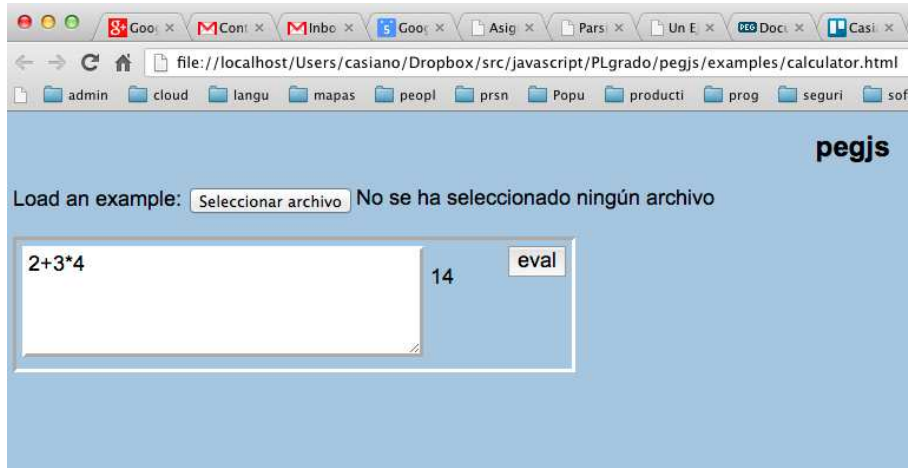 Goo Cont Inbo Goo Asig Pars Un E Doc Casi
file://localhost/Users/casiano/Dropbox/src/javascript/PLgrado/pegjs/examples/calculator.html
admin cloud langu mapas peopl prsn Popu producti prog seguri sof
pegjs
Load an example: Seleccionar archivo No se ha seleccionado ningún archivo
2+3*4
14
eval